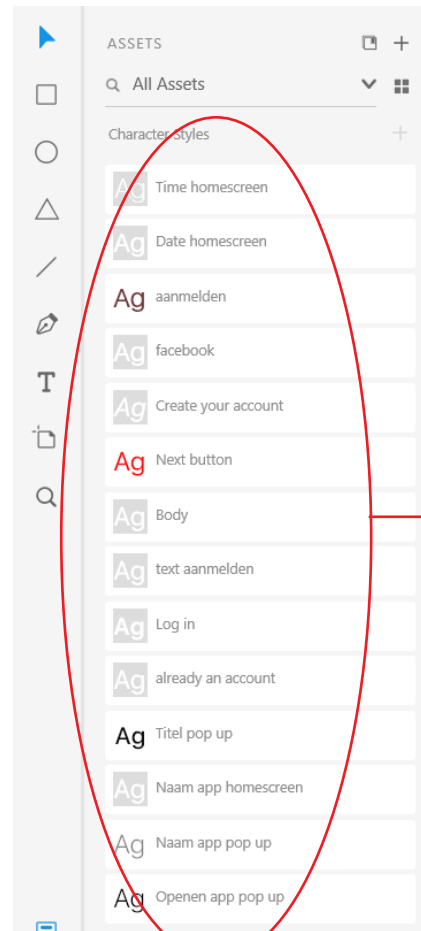 ASSETS
All Assets
Character Styles
Ag Time homescreen
Ag Date homescreen
Ag aanmelden
Ag facebook
Ag Create your account
Ag Next button
T
Ag Body
Ag text aanmelden
Ag Log in
Ag already an account
Ag Titel pop up
Ag Naam app homescreen
Ag Naam app pop up
Ag Openen app pop up